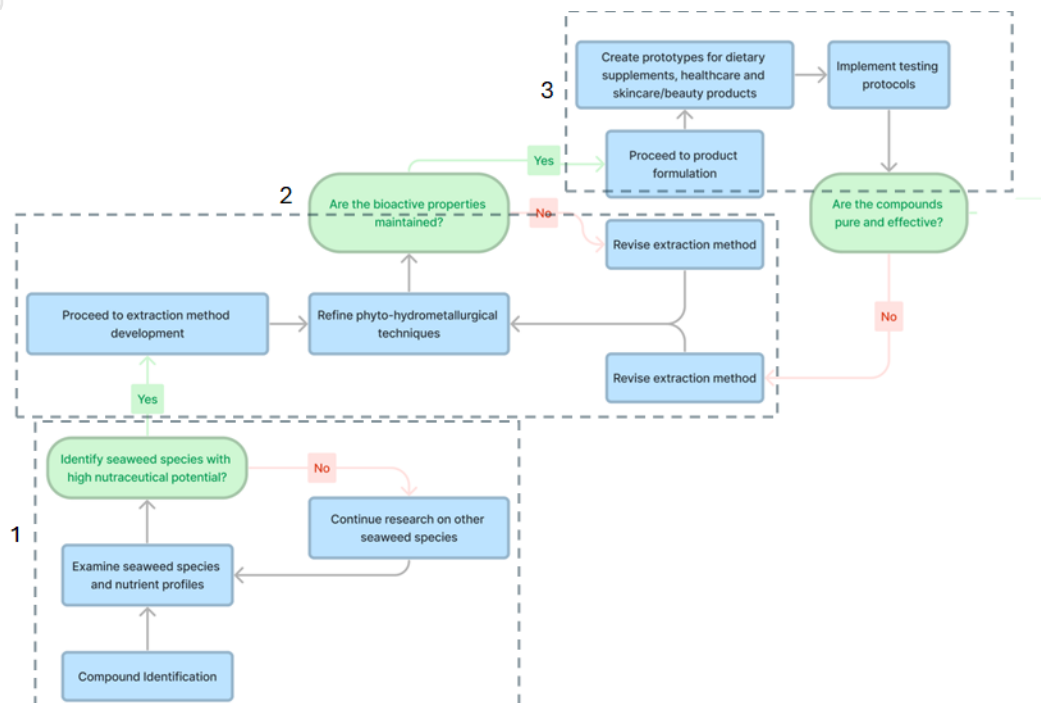 3
Create prototypes for dietary
supplements, healthcare and
skincare/beauty products
Implement testing
protocols
Yes
Proceed to product
formulation
2
Are the bioactive properties
maintained?
No
Are the compounds
pure and effective?
Revise extraction method
Proceed to extraction method
development
Refine phyto-hydrometallurgical
techniques
No
Revise extraction method
Yes
Identify seaweed species with
high nutraceutical potential?
No
1
Continue research on other
seaweed species
Examine seaweed species
and nutrient profiles
Compound Identification